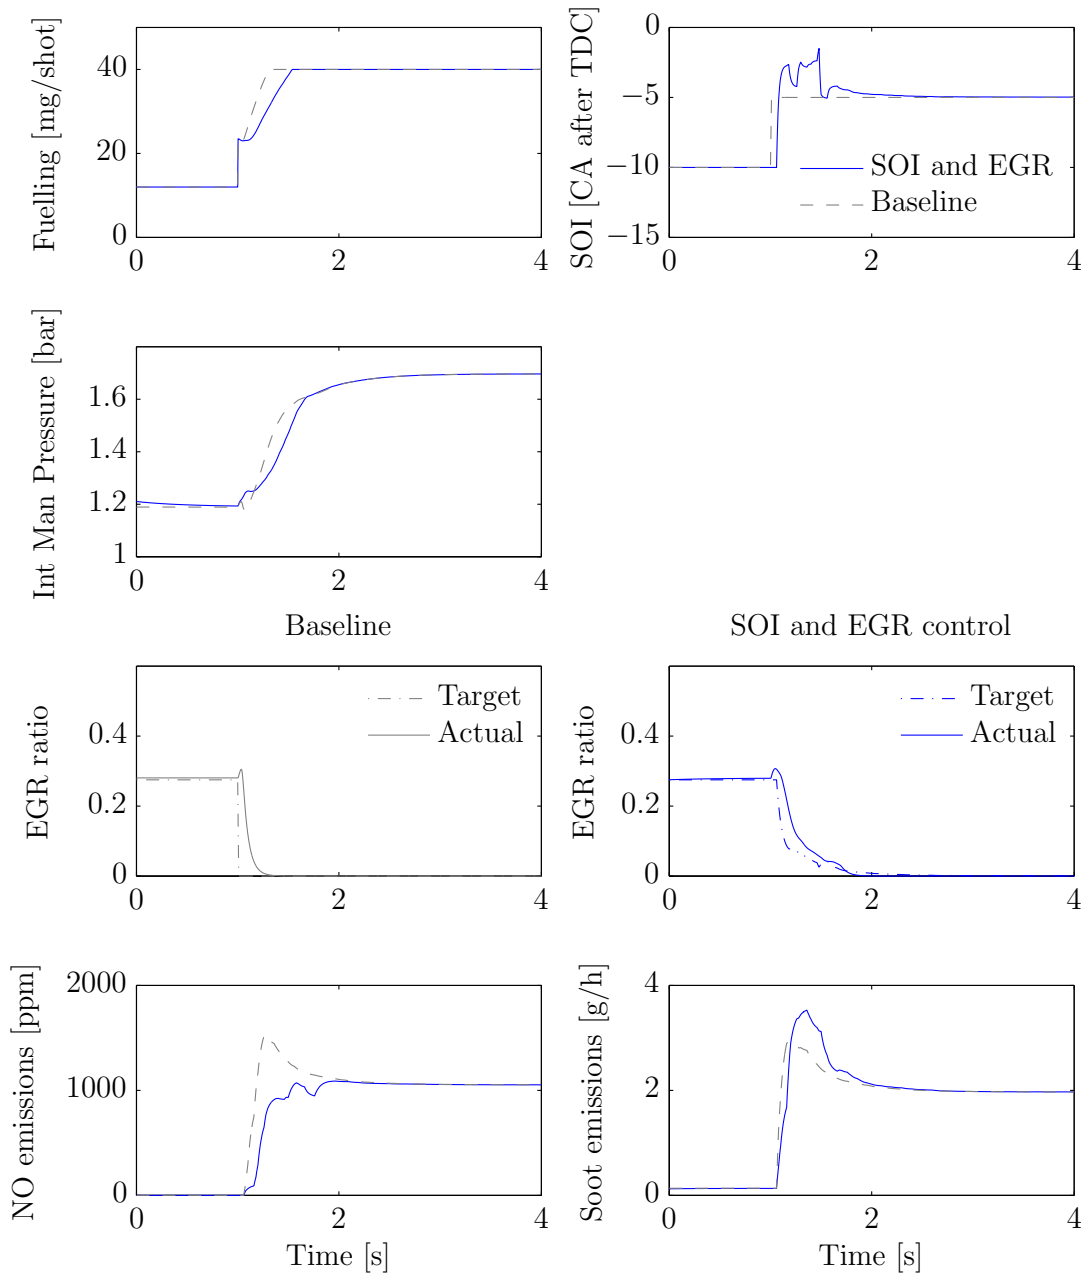 Fuelling [mg/shot]
40
20
0
0 2 4
SOI [CA after TDC]
0
−5
−10
−15
0 2 4
SOI and EGR
Baseline
Int Man Pressure [bar]
1.6
1.4
1.2
1
0 2 4
Baseline
SOI and EGR control
EGR ratio
0.4
0.2
0
0 2 4
Target
Actual
EGR ratio
0.4
0.2
0
0 2 4
Target
Actual
NO emissions [ppm]
2000
1000
0
0 2 4
Time [s]
Soot emissions [g/h]
4
2
0
0 2 4
Time [s]